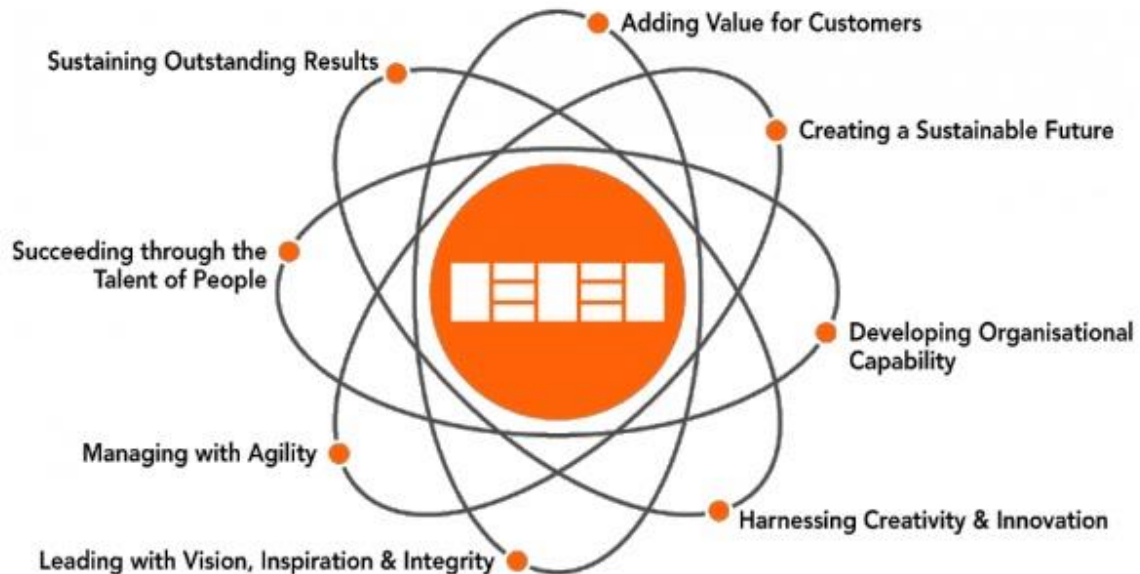 Adding Value for Customers
Sustaining Outstanding Results
Creating a Sustainable Future
Succeeding through the
Talent of People
Developing Organisational
Capability
Managing with Agility
Harnessing Creativity & Innovation
Leading with Vision, Inspiration & Integrity